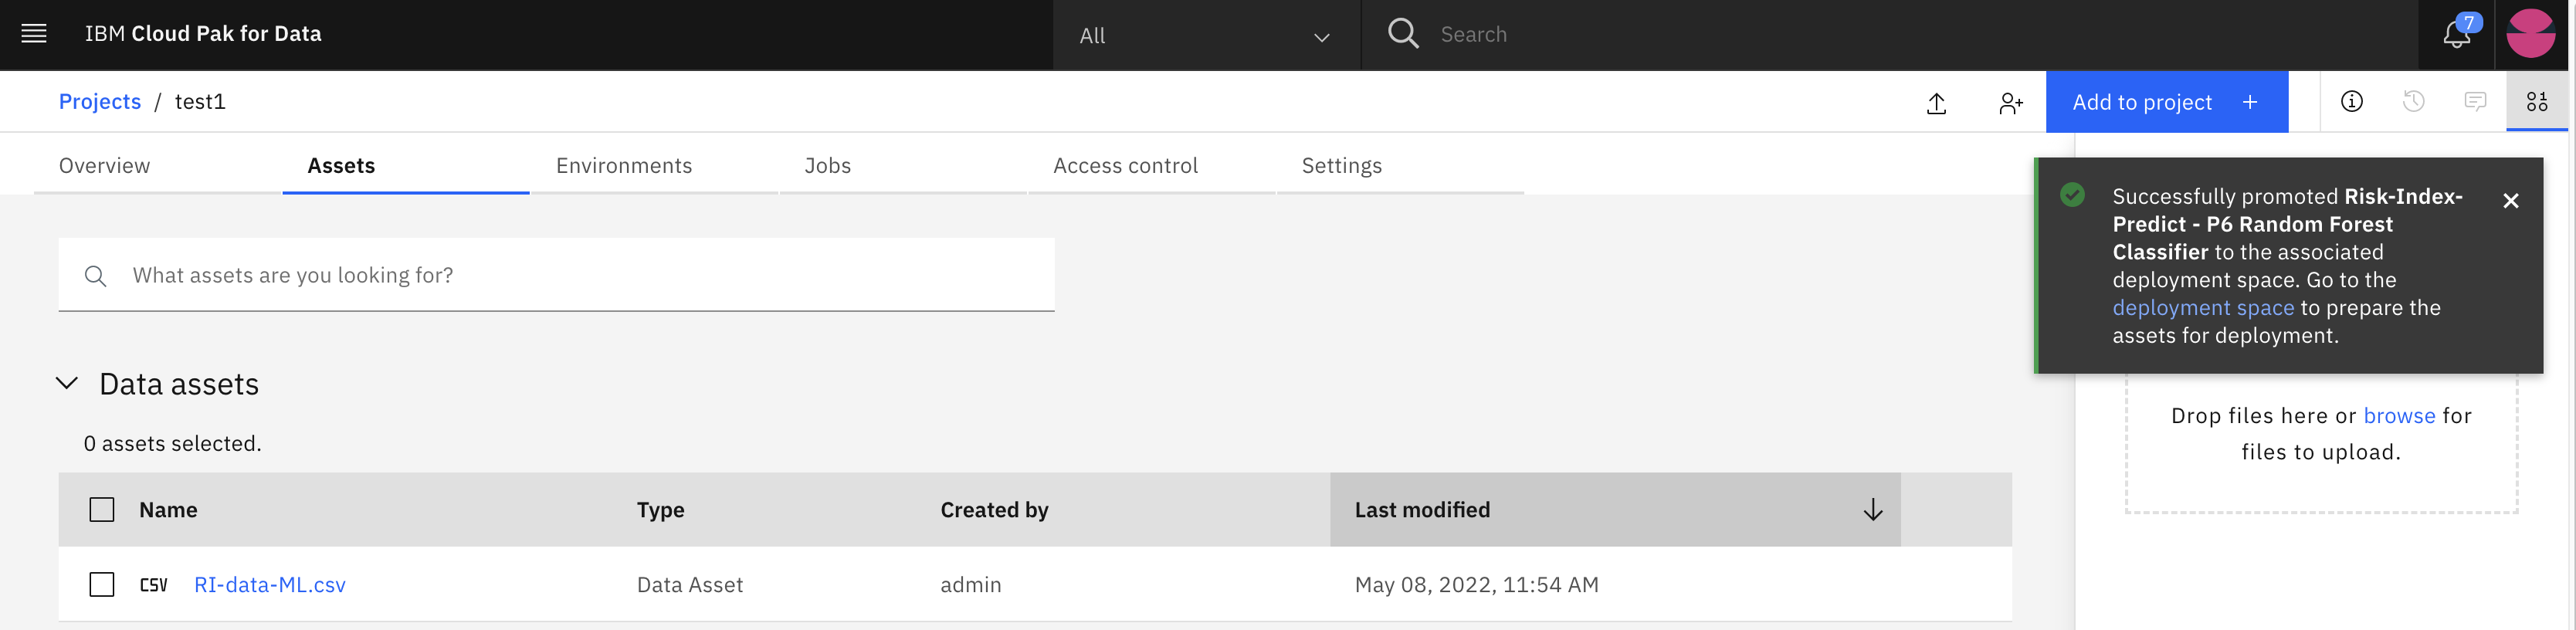 IBM Cloud Pak for Data
All
Search
7
Projects / test1
Add to project +
Overview
Assets
Environments
Jobs
Access control
Settings
Successfully promoted Risk-Index-
Predict - P6 Random Forest
Classifier to the associated
deployment space. Go to the
deployment space to prepare the
assets for deployment.
What assets are you looking for?
Data assets
0 assets selected.
Drop files here or browse for
files to upload.
Name Type Created by Last modified
CSV RI-data-ML.csv Data Asset admin May 08, 2022, 11:54 AM